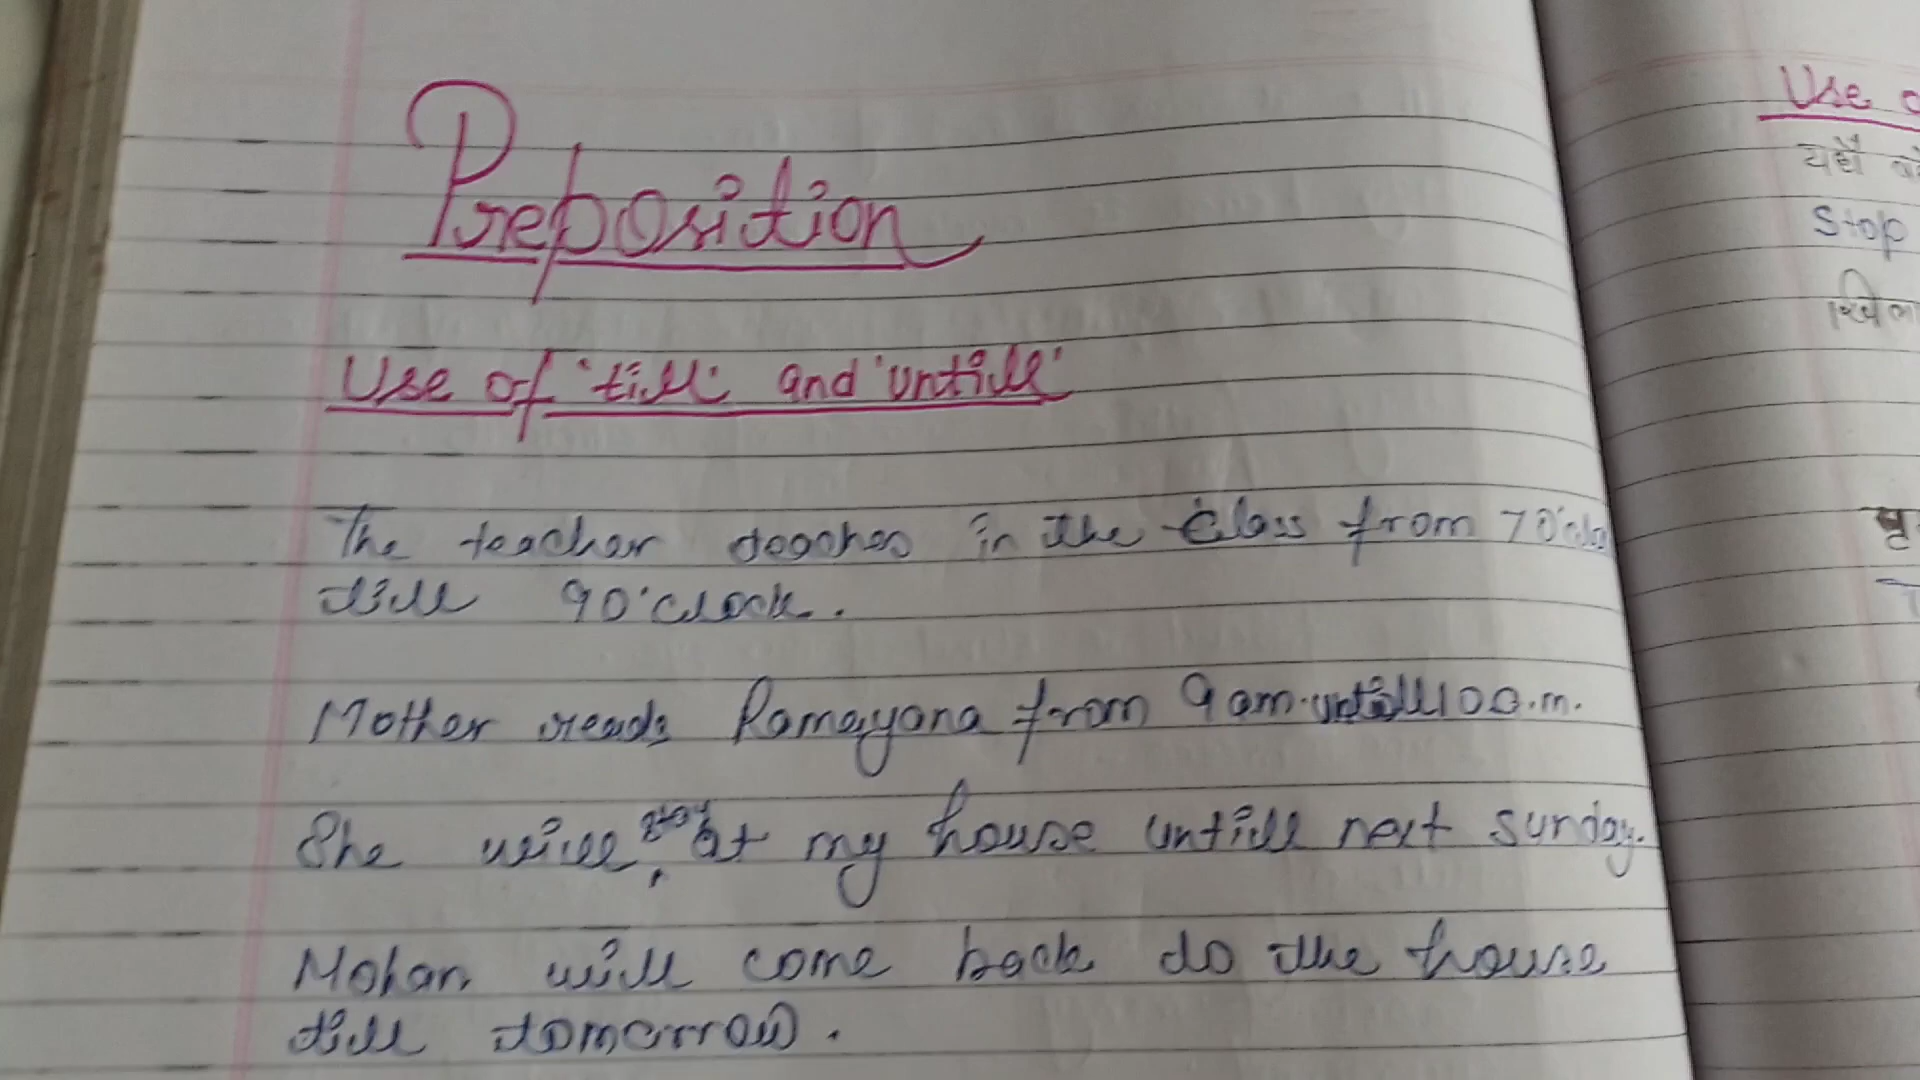 Preposition
Use of 'till' and 'untill'
The teacher teaches in the class from 7 O'clo
till 9 O'clock.
Mother reads Ramayana from 9 am. untill 10 a.m.
She will stay at my house untill next sunday.
Mohan will come back to the house
till tomorrow.
Use
यहाँ
Stop